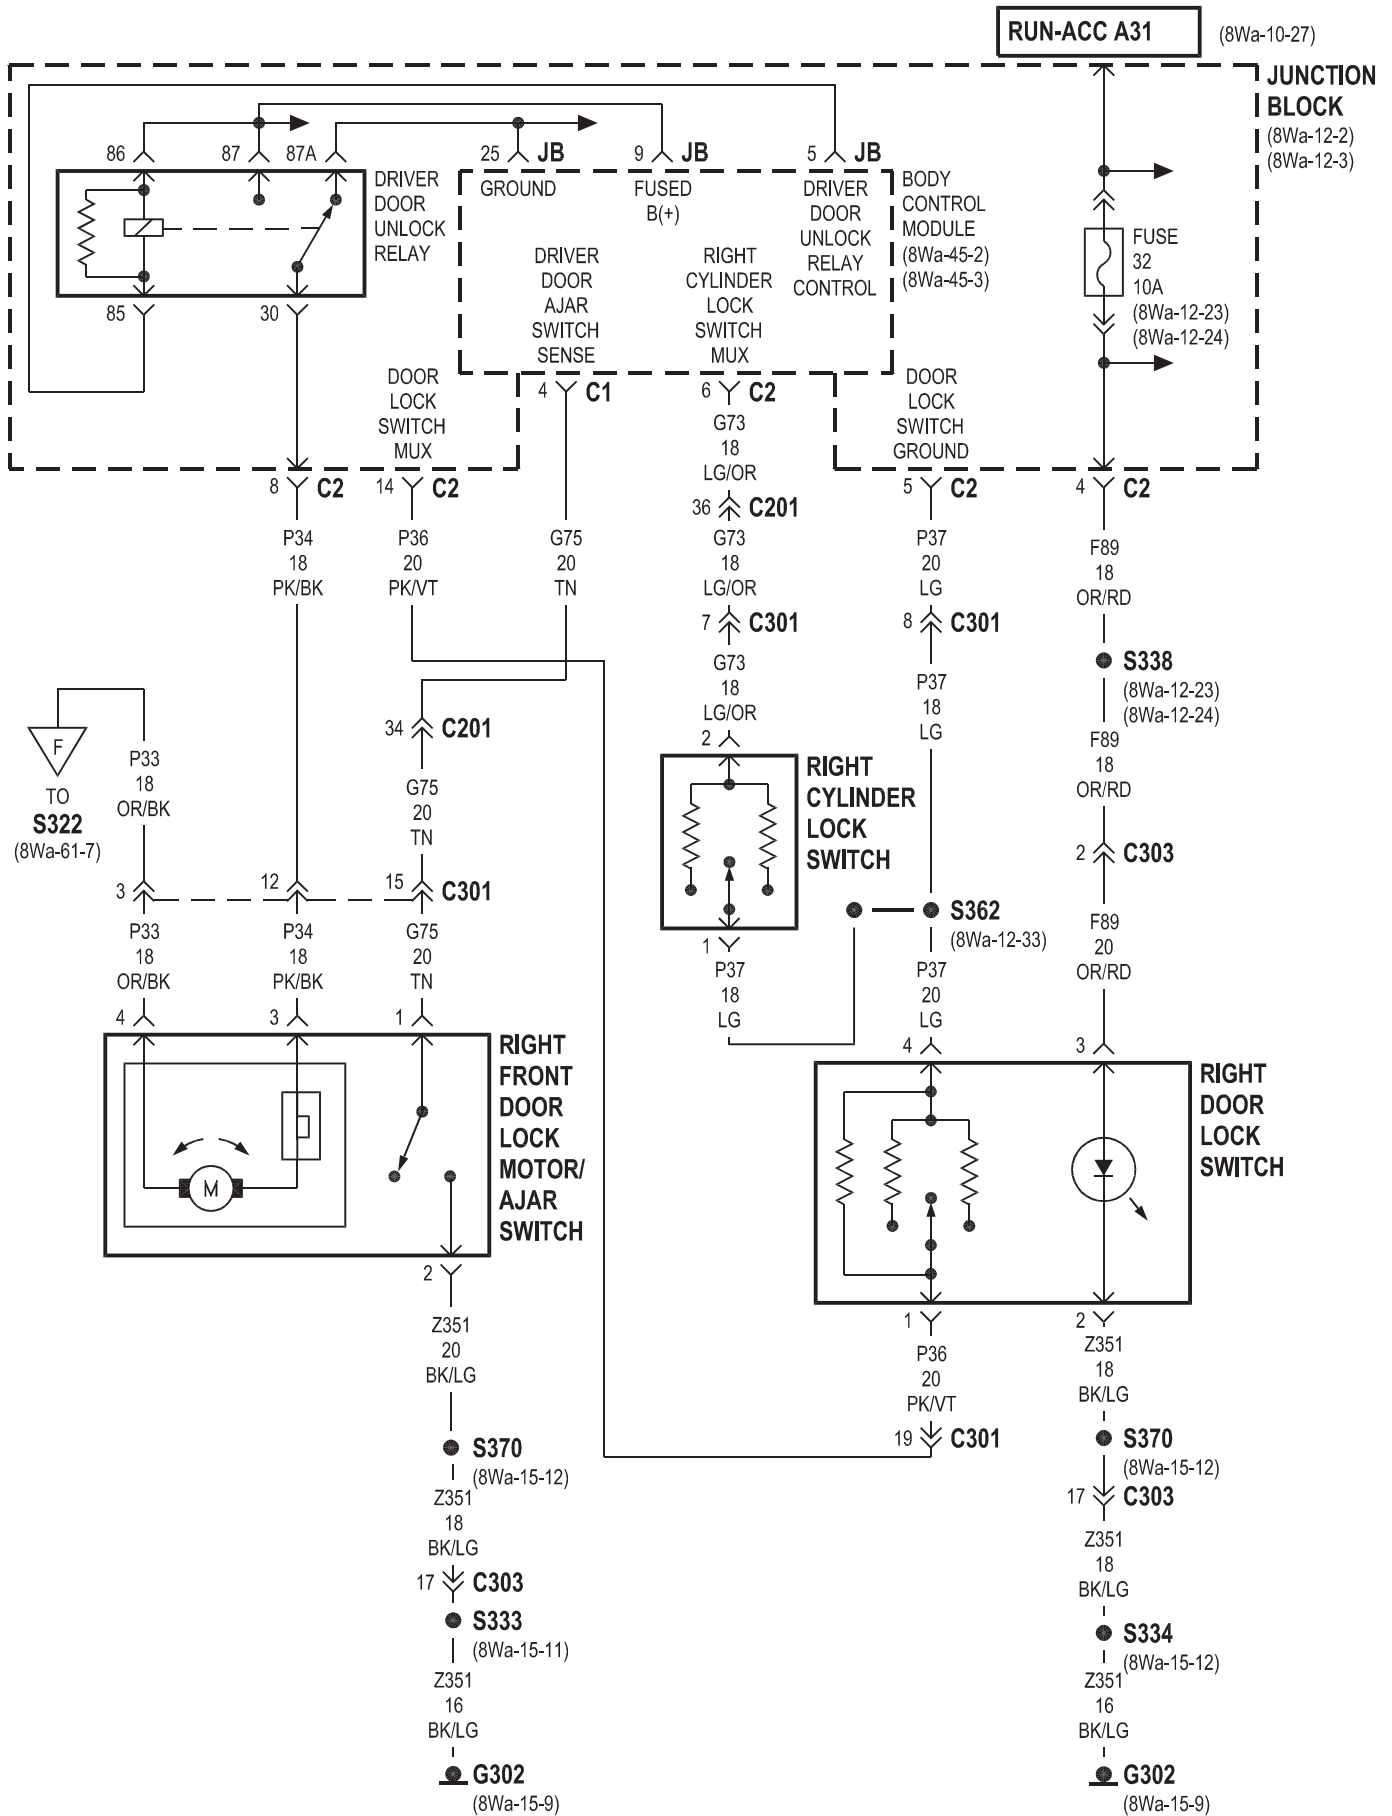 RUN-ACC A31
(8Wa-10-27)
JUNCTION
BLOCK
(8Wa-12-2)
(8Wa-12-3)
86
87
87A
25
JB
9
JB
5
JB
DRIVER
DOOR
UNLOCK
RELAY
GROUND
FUSED
B(+)
DRIVER
DOOR
UNLOCK
RELAY
CONTROL
BODY
CONTROL
MODULE
(8Wa-45-2)
(8Wa-45-3)
FUSE
32
10A
(8Wa-12-23)
(8Wa-12-24)
DRIVER
DOOR
AJAR
SWITCH
SENSE
RIGHT
CYLINDER
LOCK
SWITCH
MUX
85
30
DOOR
LOCK
SWITCH
MUX
4
C1
6
C2
DOOR
LOCK
SWITCH
GROUND
G73
18
LG/OR
8
C2
14
C2
36
C201
5
C2
4
C2
P34
18
PK/BK
P36
20
PK/VT
G75
20
TN
G73
18
LG/OR
P37
20
LG
F89
18
OR/RD
7
C301
8
C301
S338
(8Wa-12-23)
(8Wa-12-24)
G73
18
LG/OR
P37
18
LG
F
TO
S322
(8Wa-61-7)
P33
18
OR/BK
34
C201
G75
20
TN
2
RIGHT
CYLINDER
LOCK
SWITCH
F89
18
OR/RD
2
C303
3
12
15
C301
S362
(8Wa-12-33)
1
P33
18
OR/BK
P34
18
PK/BK
G75
20
TN
P37
18
LG
P37
20
LG
F89
20
OR/RD
4
3
1
4
3
RIGHT
FRONT
DOOR
LOCK
MOTOR/
AJAR
SWITCH
M
RIGHT
DOOR
LOCK
SWITCH
2
1
2
Z351
20
BK/LG
P36
20
PK/VT
Z351
18
BK/LG
S370
(8Wa-15-12)
19
C301
S370
(8Wa-15-12)
Z351
18
BK/LG
17
C303
17
C303
Z351
18
BK/LG
S333
(8Wa-15-11)
S334
(8Wa-15-12)
Z351
16
BK/LG
Z351
16
BK/LG
G302
(8Wa-15-9)
G302
(8Wa-15-9)